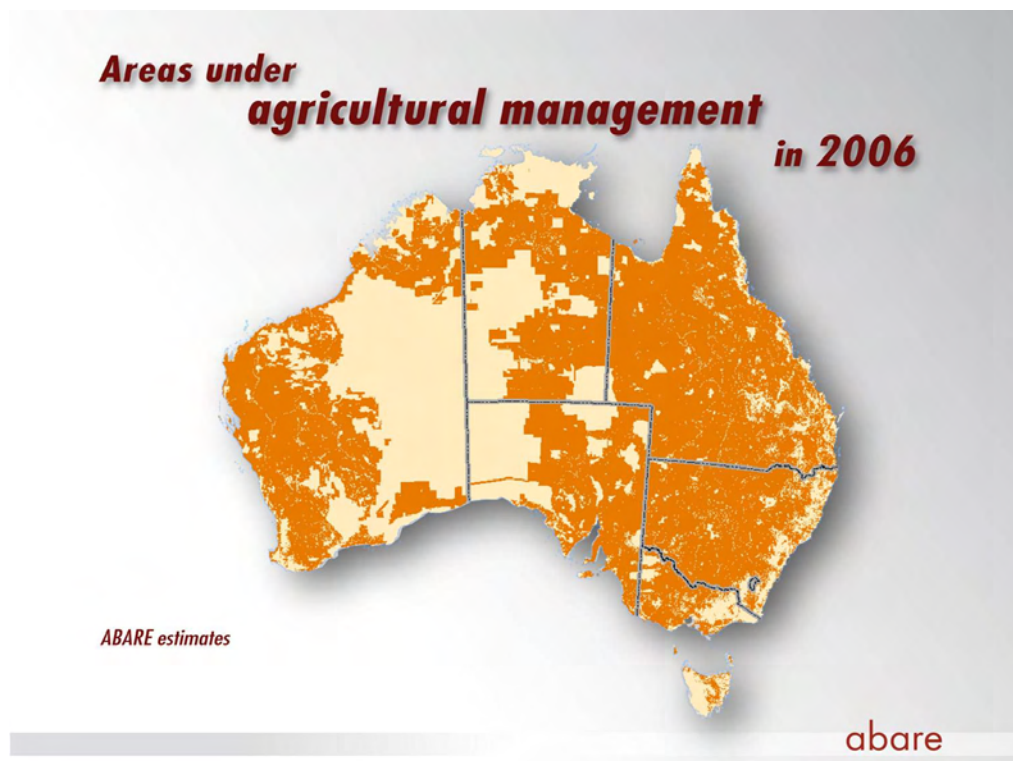 Areas under
agricultural management
in 2006
ABARE estimates
abare